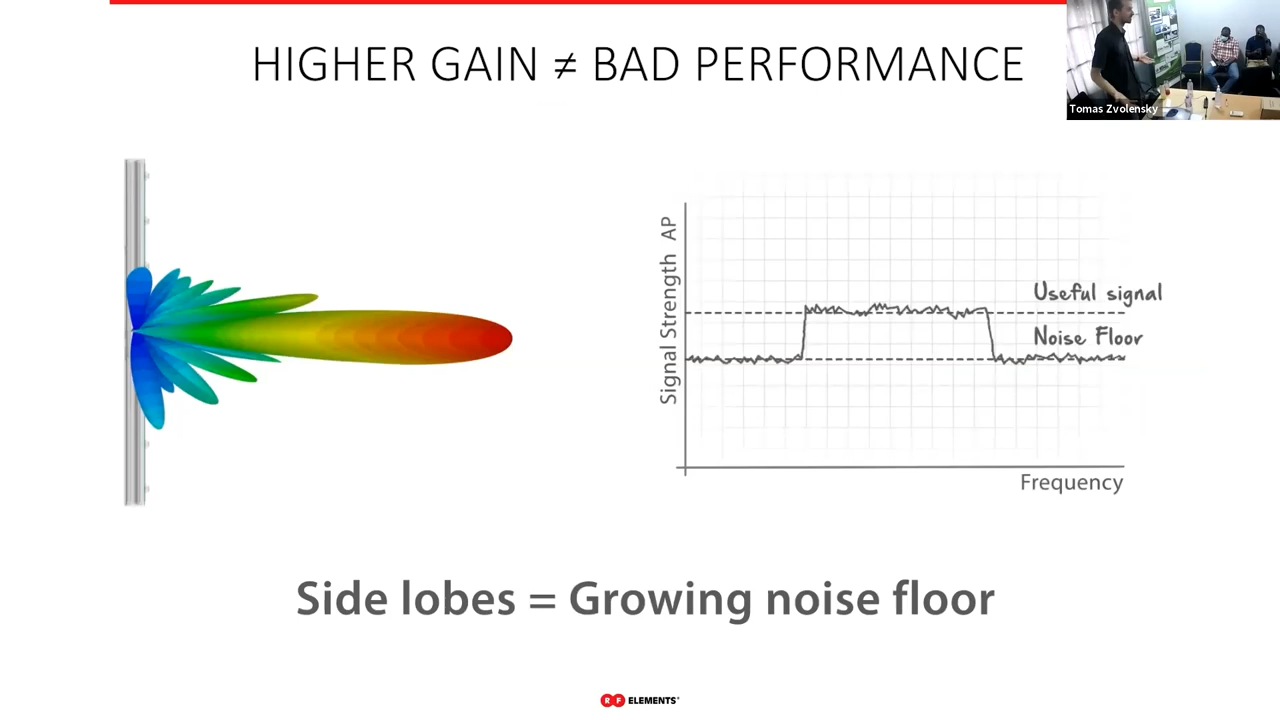 HIGHER GAIN ≠ BAD PERFORMANCE
Tomas Zvolensky
Signal Strength AP
Useful signal
Noise Floor
Frequency
Side lobes = Growing noise floor
RF ELEMENTS